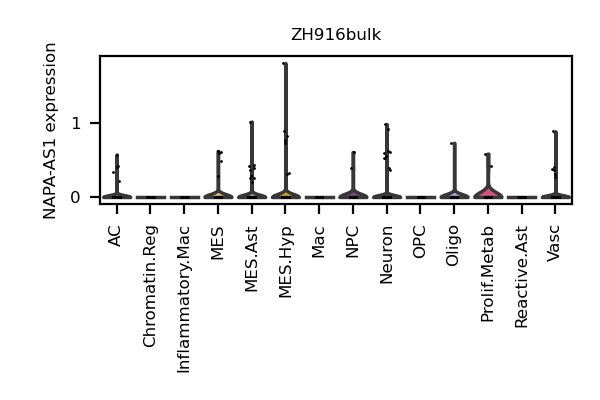 ZH916bulk
NAPA-AS1 expression
1
0
AC
Chromatin.Reg
Inflammatory.Mac
MES
MES.Ast
MES.Hyp
Mac
NPC
Neuron
OPC
Oligo
Prolif.Metab
Reactive.Ast
Vasc